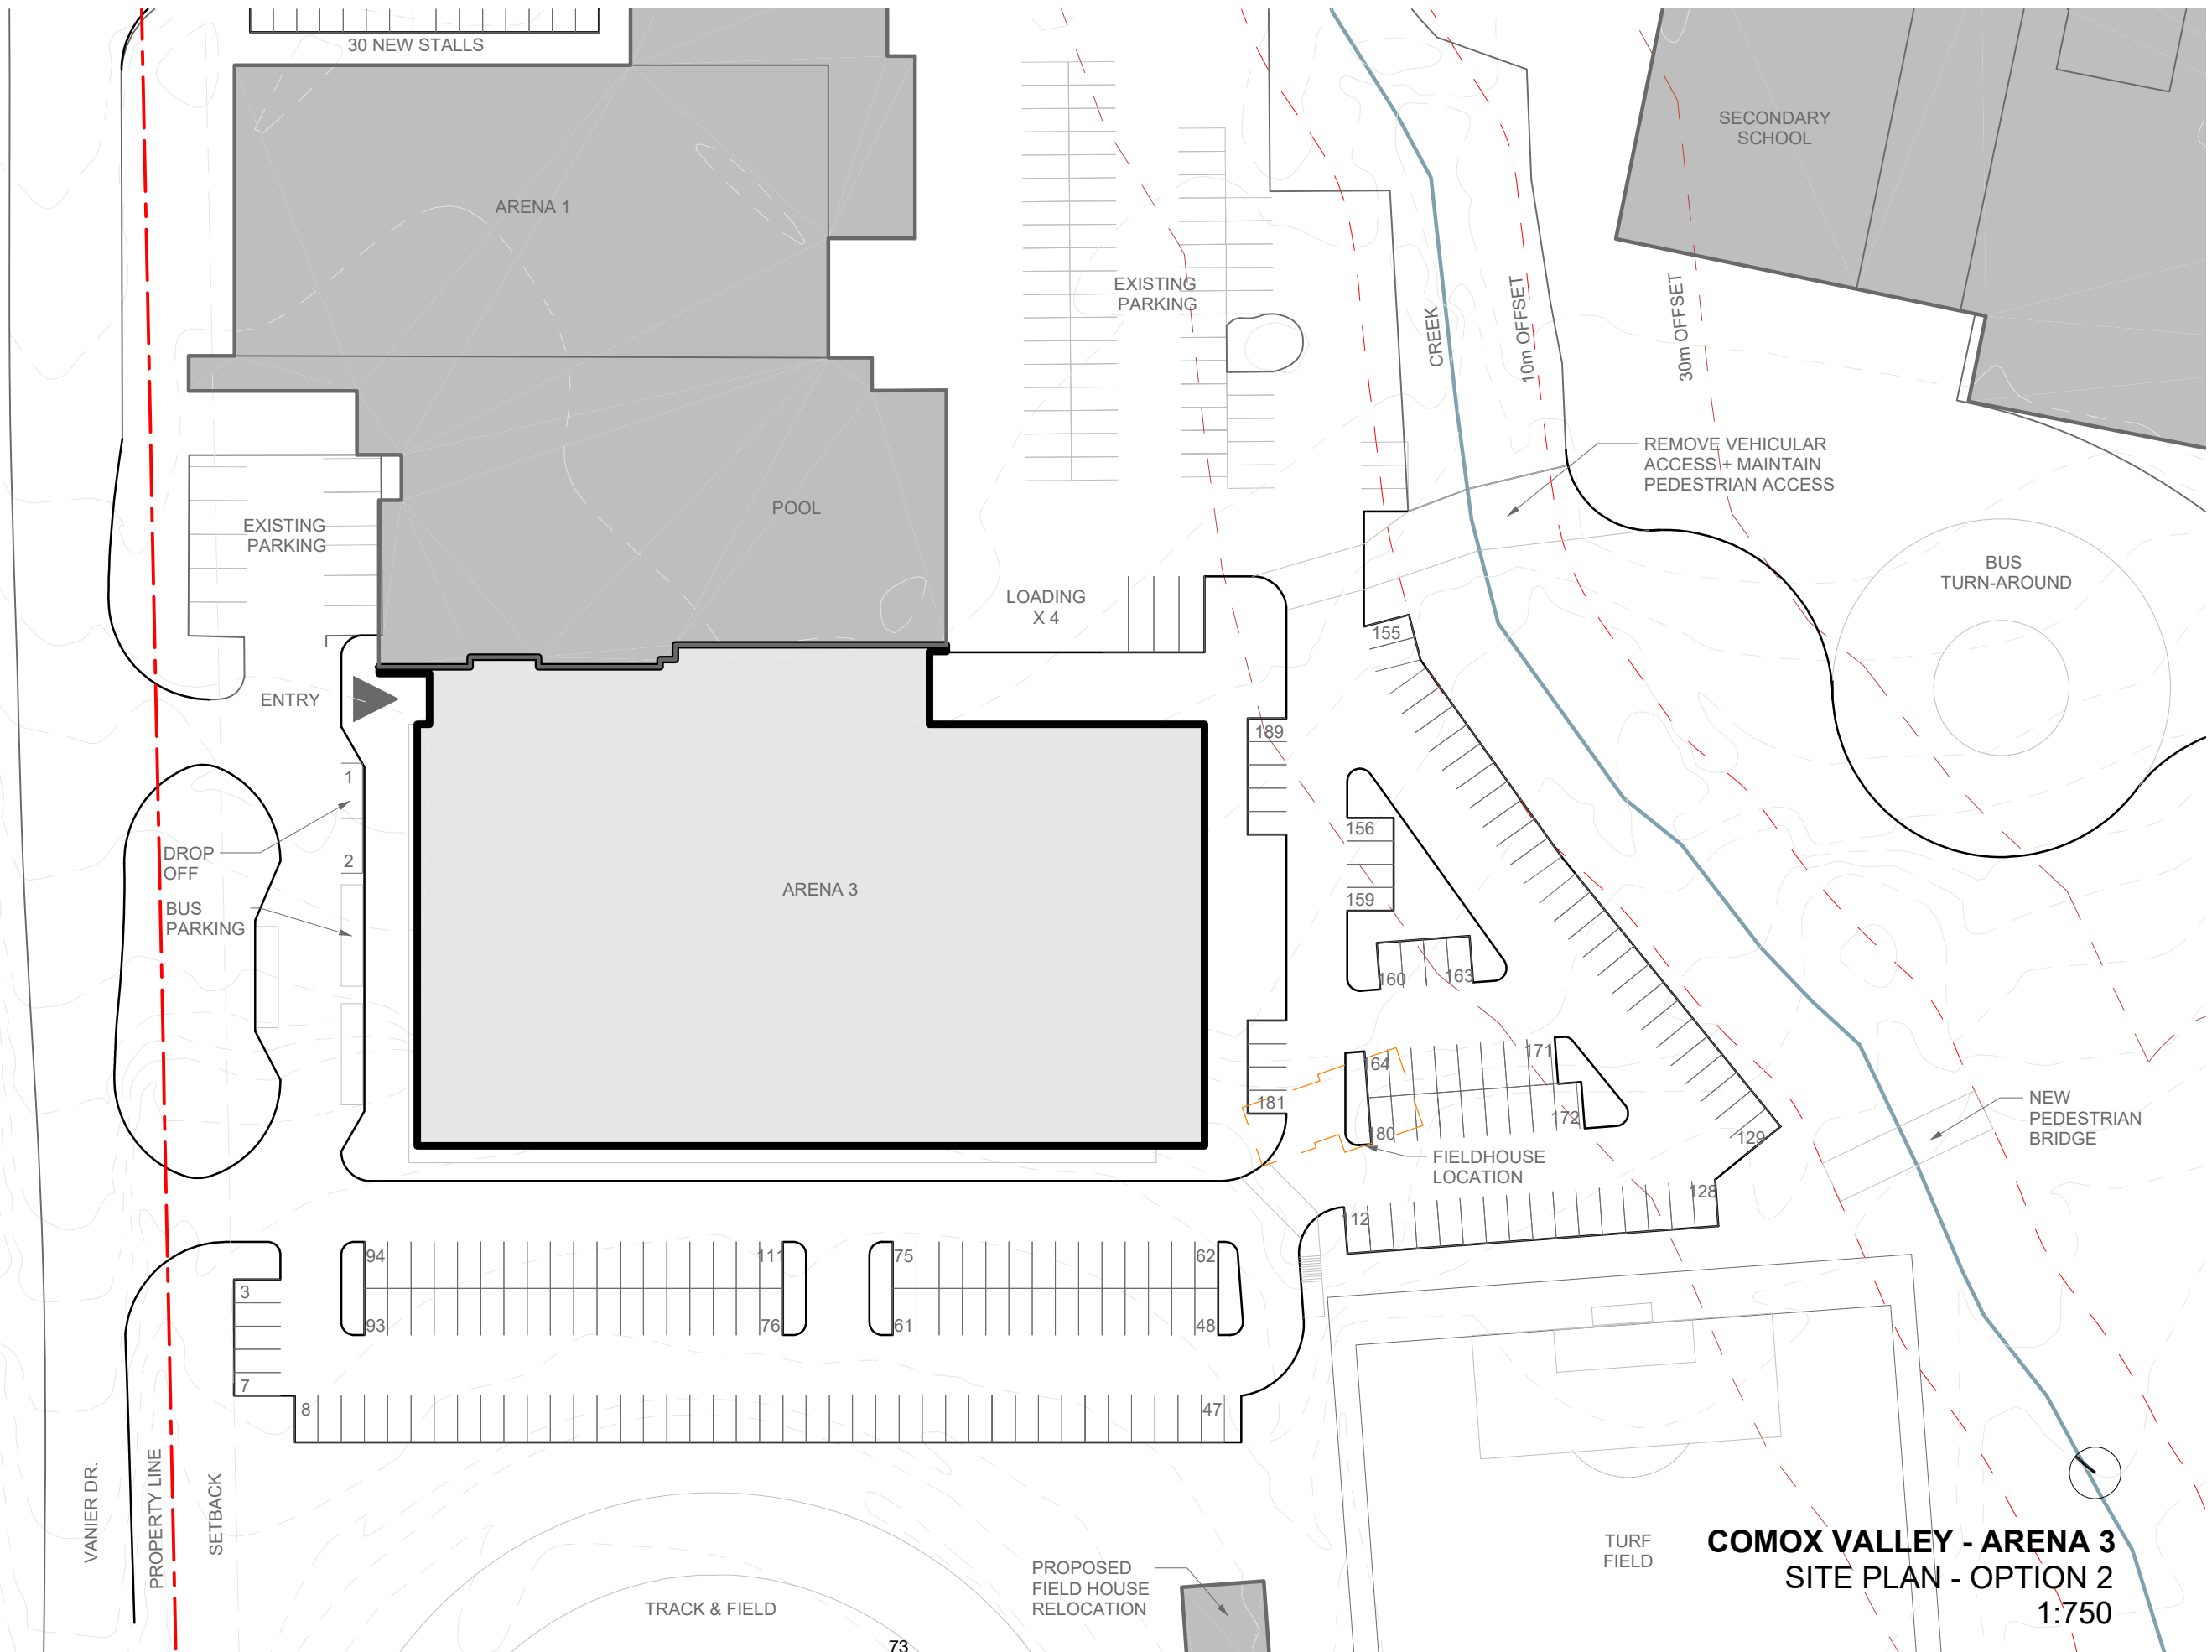 30 NEW STALLS
ARENA 1
SECONDARY
SCHOOL
EXISTING
PARKING
CREEK
10m OFFSET
30m OFFSET
REMOVE VEHICULAR
ACCESS + MAINTAIN
PEDESTRIAN ACCESS
POOL
EXISTING
PARKING
BUS
TURN-AROUND
LOADING
X 4
155
ENTRY
189
1
DROP
OFF
2
156
159
ARENA 3
BUS
PARKING
160
163
164
171
181
180
172
129
NEW
PEDESTRIAN
BRIDGE
FIELDHOUSE
LOCATION
112
128
94
111
75
62
3
93
76
61
48
7
8
47
VANIER DR.
PROPERTY LINE
SETBACK
TRACK & FIELD
PROPOSED
FIELD HOUSE
RELOCATION
TURF
FIELD
COMOX VALLEY - ARENA 3
SITE PLAN - OPTION 2
1:750
73